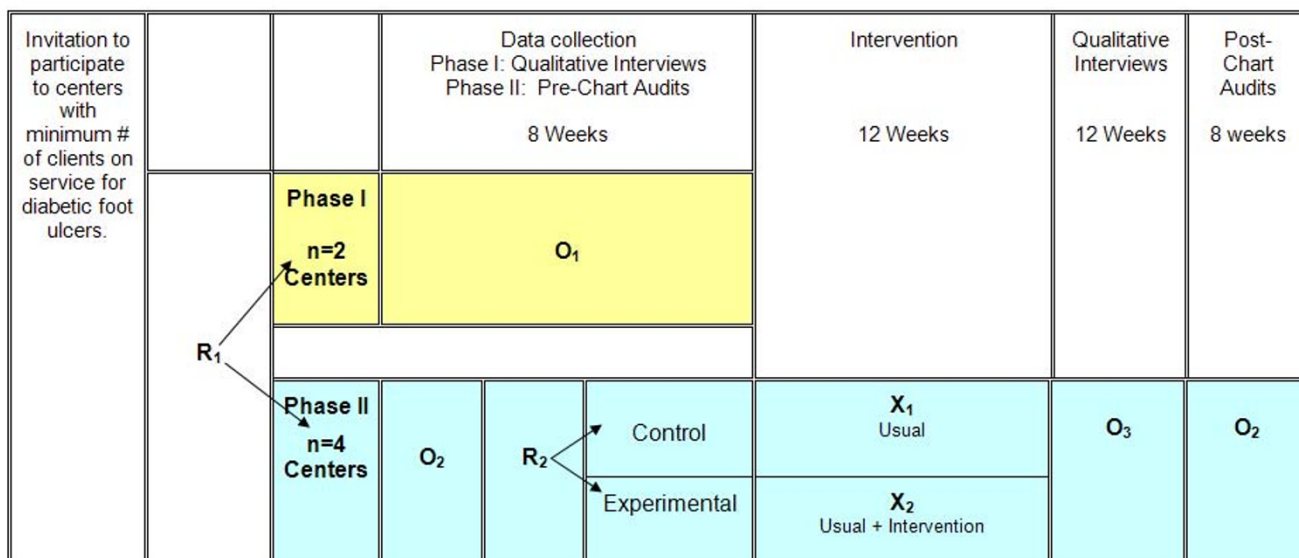 Invitation to
participate
to centers
with
minimum #
of clients on
service for
diabetic foot
ulcers.
Data collection
Phase I: Qualitative Interviews
Phase II:  Pre-Chart Audits
8 Weeks
Intervention
12 Weeks
Qualitative
Interviews
12 Weeks
Post-
Chart
Audits
8 weeks
R₁
Phase I
n=2
Centers
O₁
Phase II
n=4
Centers
O₂
R₂
Control
Experimental
X₁
Usual
X₂
Usual + Intervention
O₃
O₂